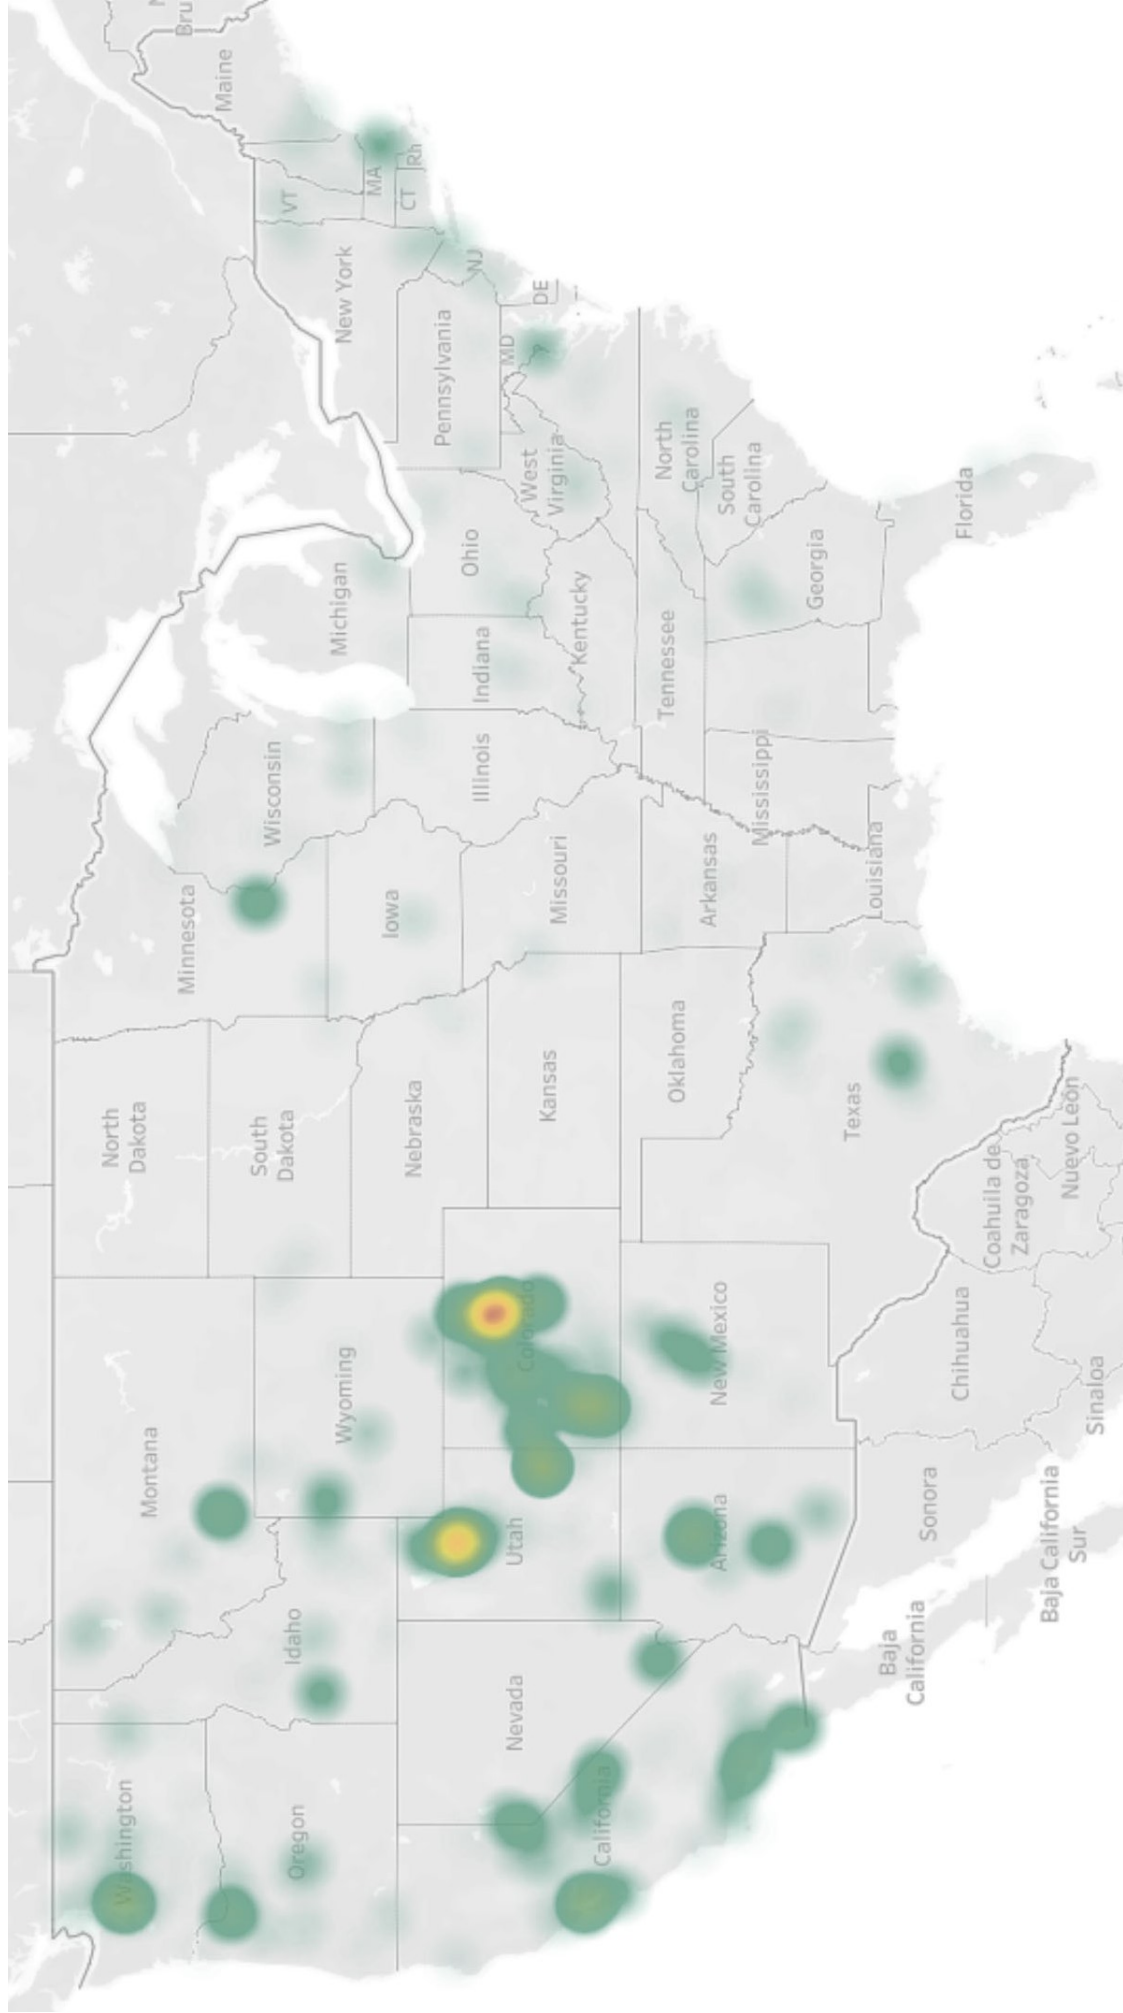 Washington
Montana
North
Dakota
Minnesota
Maine
Bru
Oregon
Idaho
Wyoming
South
Dakota
Wisconsin
Michigan
New York
VT
MA
CT
Rh
Nevada
Utah
Colorado
Nebraska
Iowa
Illinois
Indiana
Ohio
Pennsylvania
NJ
MD
DE
California
Kansas
Missouri
Kentucky
West
Virginia
Arizona
New Mexico
Oklahoma
Arkansas
Tennessee
North
Carolina
South
Carolina
Texas
Louisiana
Mississippi
Georgia
Florida
Baja
California
Sonora
Chihuahua
Coahuila de
Zaragoza
Nuevo León
Baja California
Sur
Sinaloa